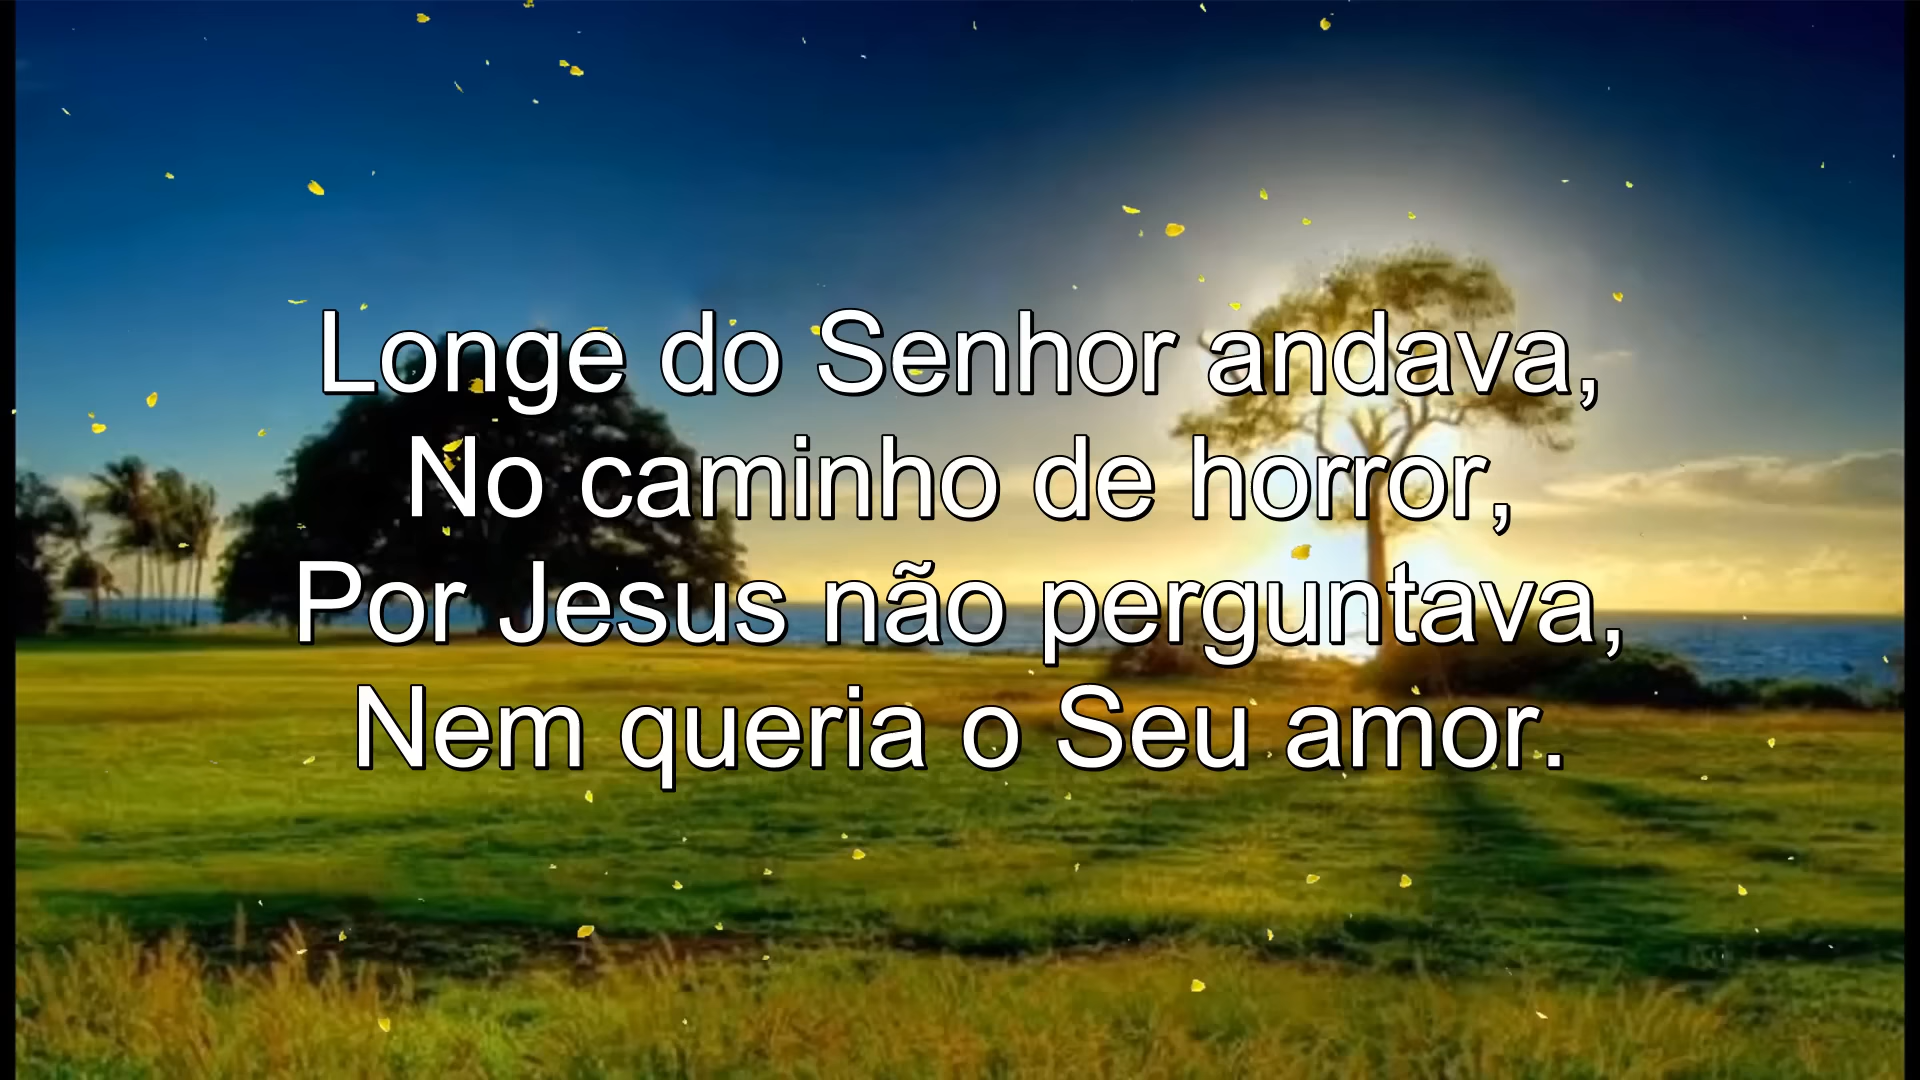 Longe do Senhor andava,
No caminho de horror,
Por Jesus não perguntava,
Nem queria o Seu amor.